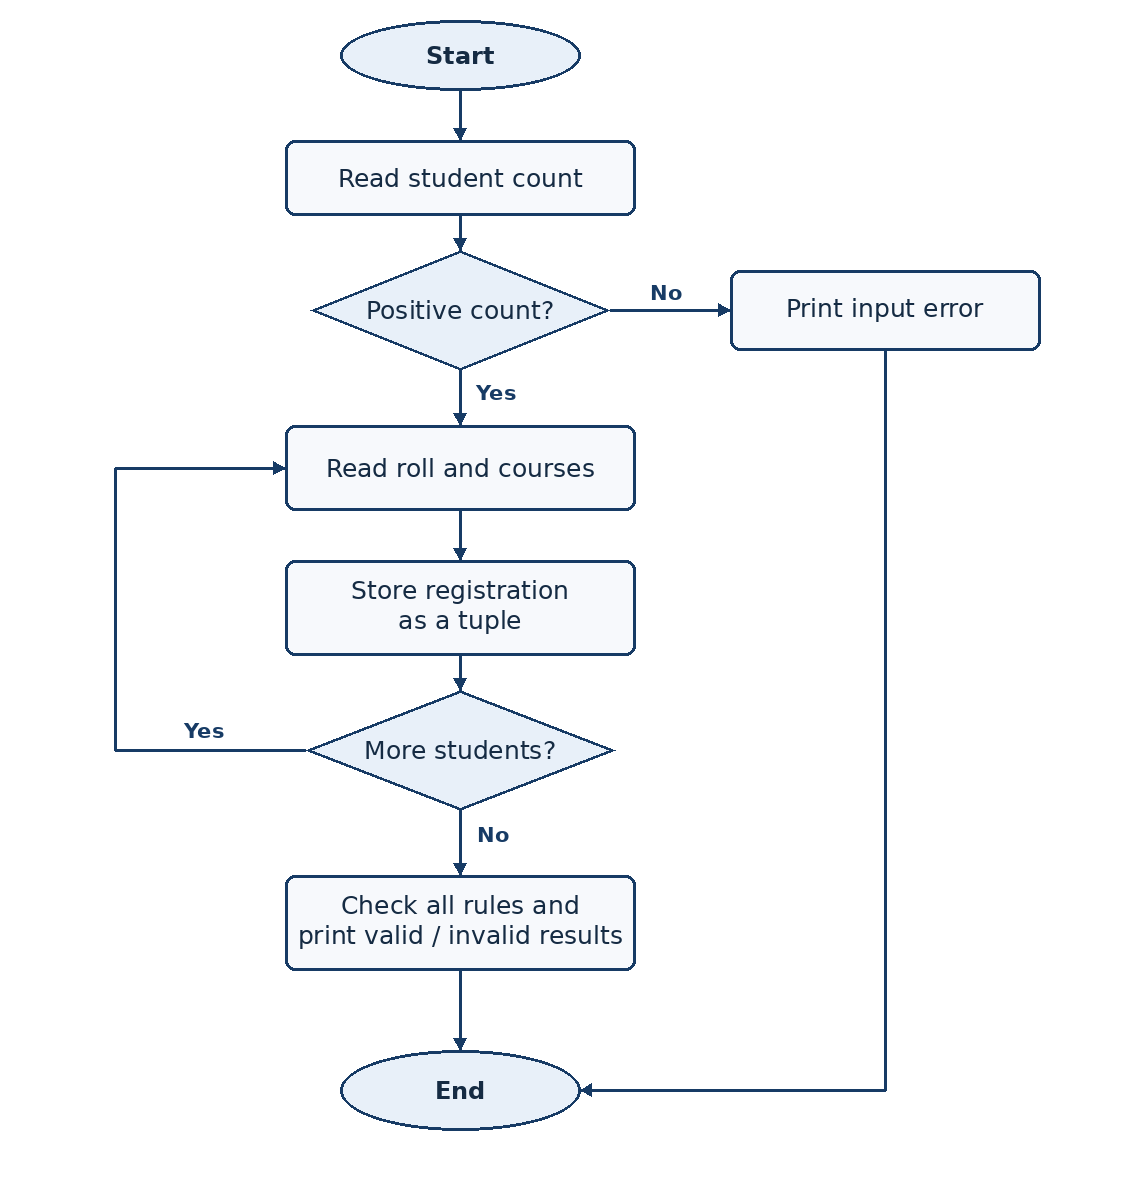 Start
Read student count
Positive count?
No
Print input error
Yes
Read roll and courses
Store registration
as a tuple
Yes
More students?
No
Check all rules and
print valid / invalid results
End